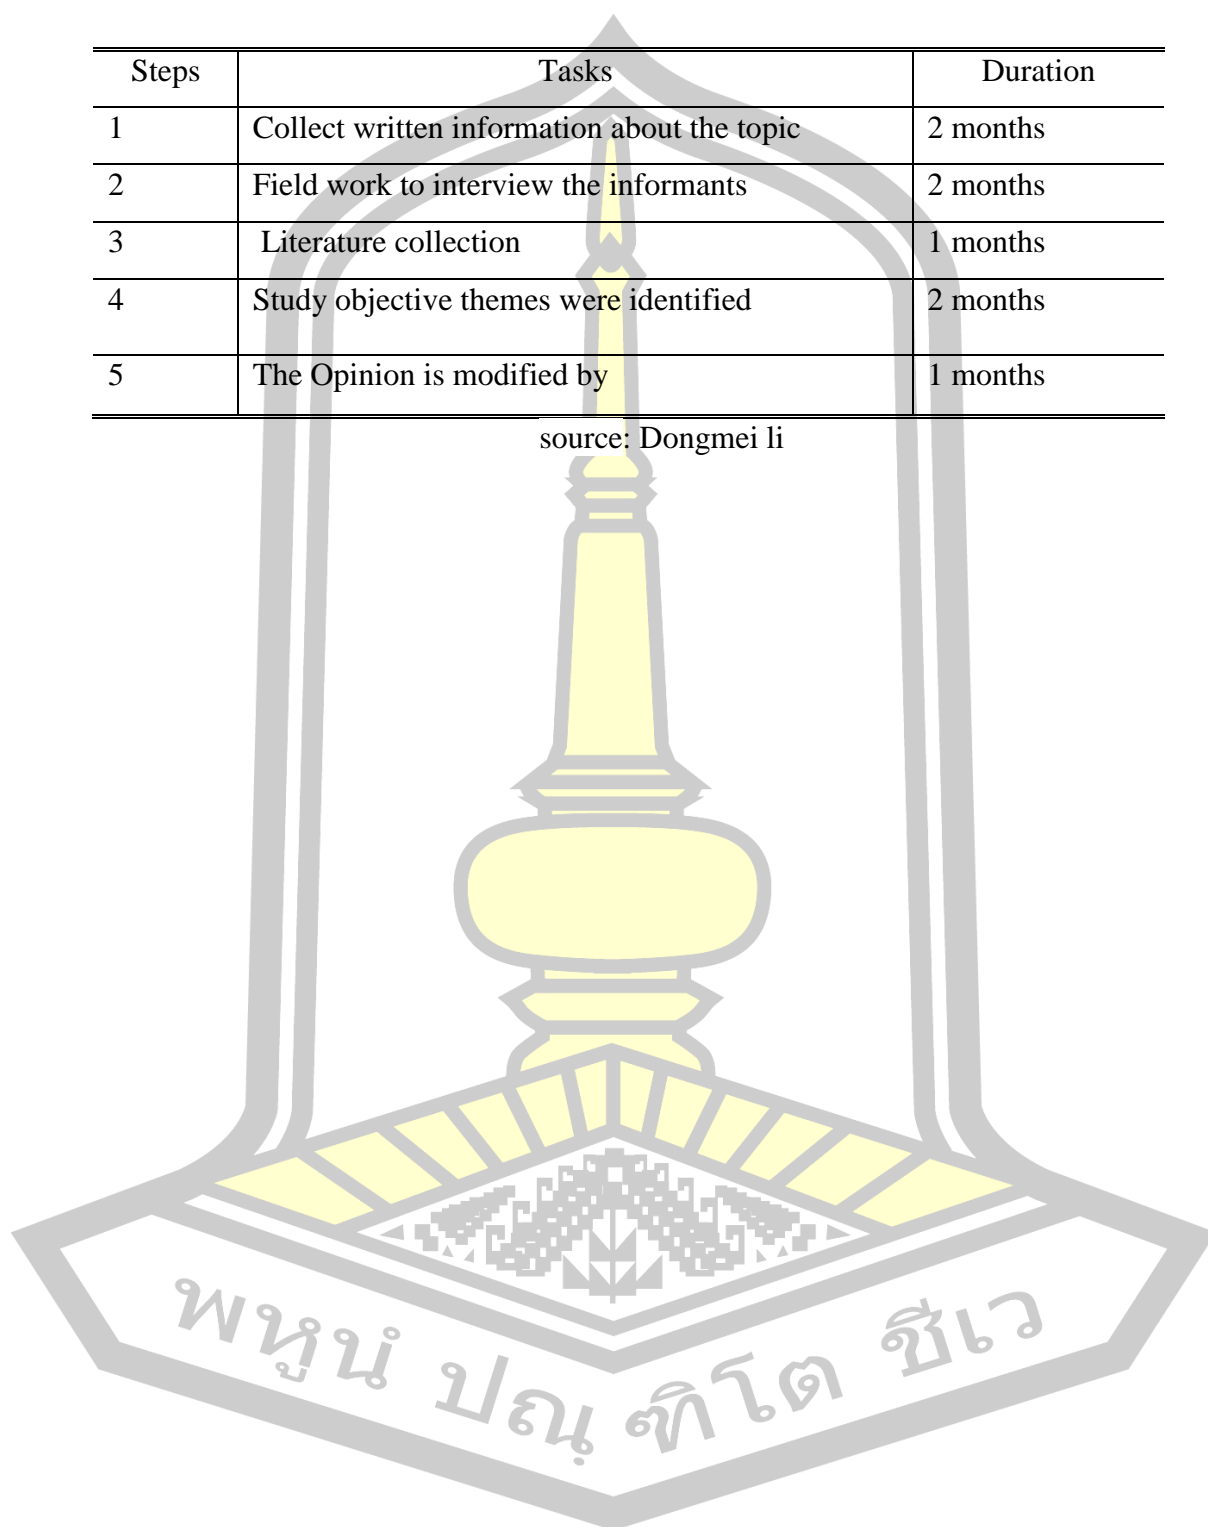 Steps Tasks Duration
1 Collect written information about the topic 2 months
2 Field work to interview the informants 2 months
3 Literature collection 1 months
4 Study objective themes were identified 2 months
5 The Opinion is modified by 1 months
source: Dongmei li
พหูนํ ปณฺฑิโต ชีเว